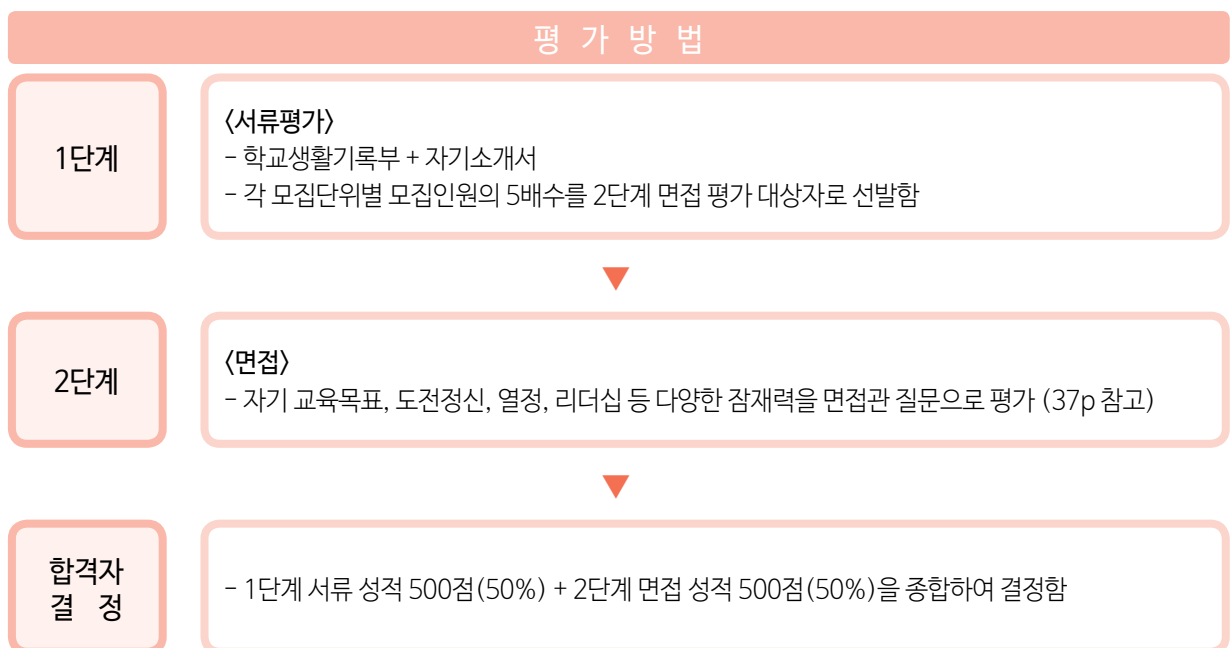 평 가 방 법
1단계
〈서류평가〉
- 학교생활기록부 + 자기소개서
- 각 모집단위별 모집인원의 5배수를 2단계 면접 평가 대상자로 선발함
2단계
〈면접〉
- 자기 교육목표, 도전정신, 열정, 리더십 등 다양한 잠재력을 면접관 질문으로 평가 (37p 참고)
합격자
결 정
- 1단계 서류 성적 500점(50%) + 2단계 면접 성적 500점(50%)을 종합하여 결정함